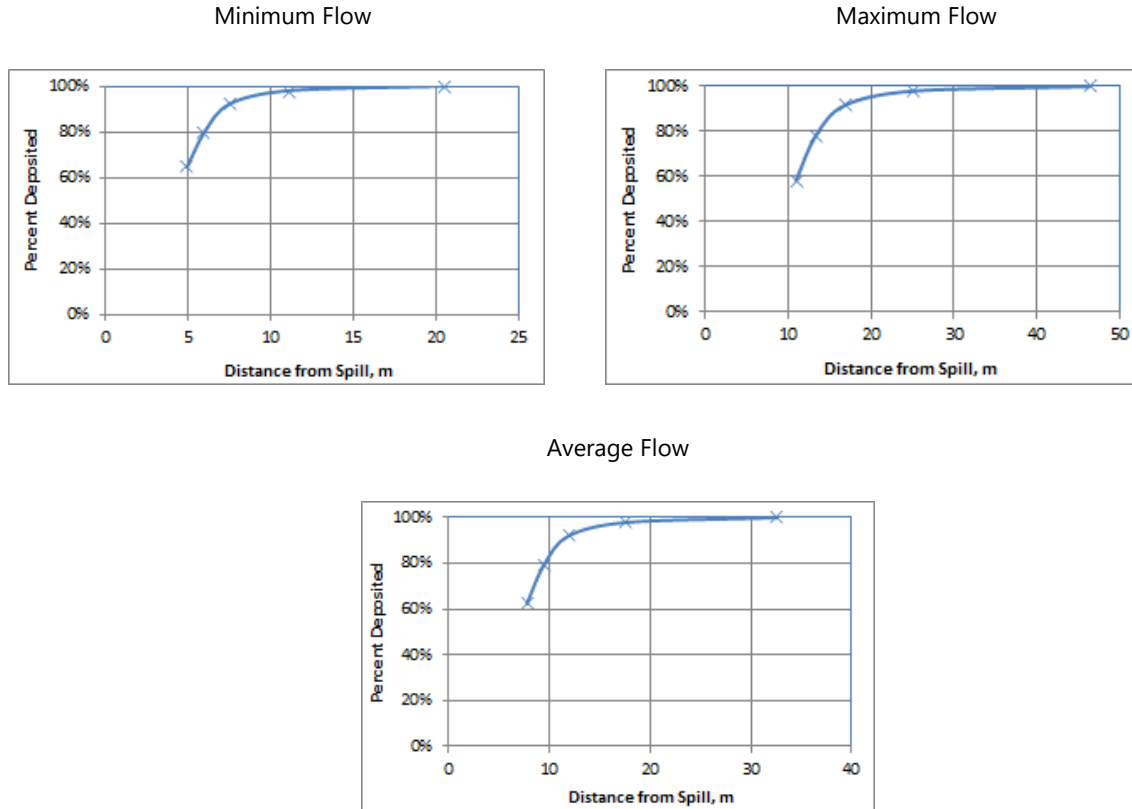 Minimum Flow
100%
80%
60%
40%
20%
0%
Percent Deposited
0 5 10 15 20 25
Distance from Spill, m
Maximum Flow
100%
80%
60%
40%
20%
0%
Percent Deposited
0 10 20 30 40 50
Distance from Spill, m
Average Flow
100%
80%
60%
40%
20%
0%
Percent Deposited
0 10 20 30 40
Distance from Spill, m